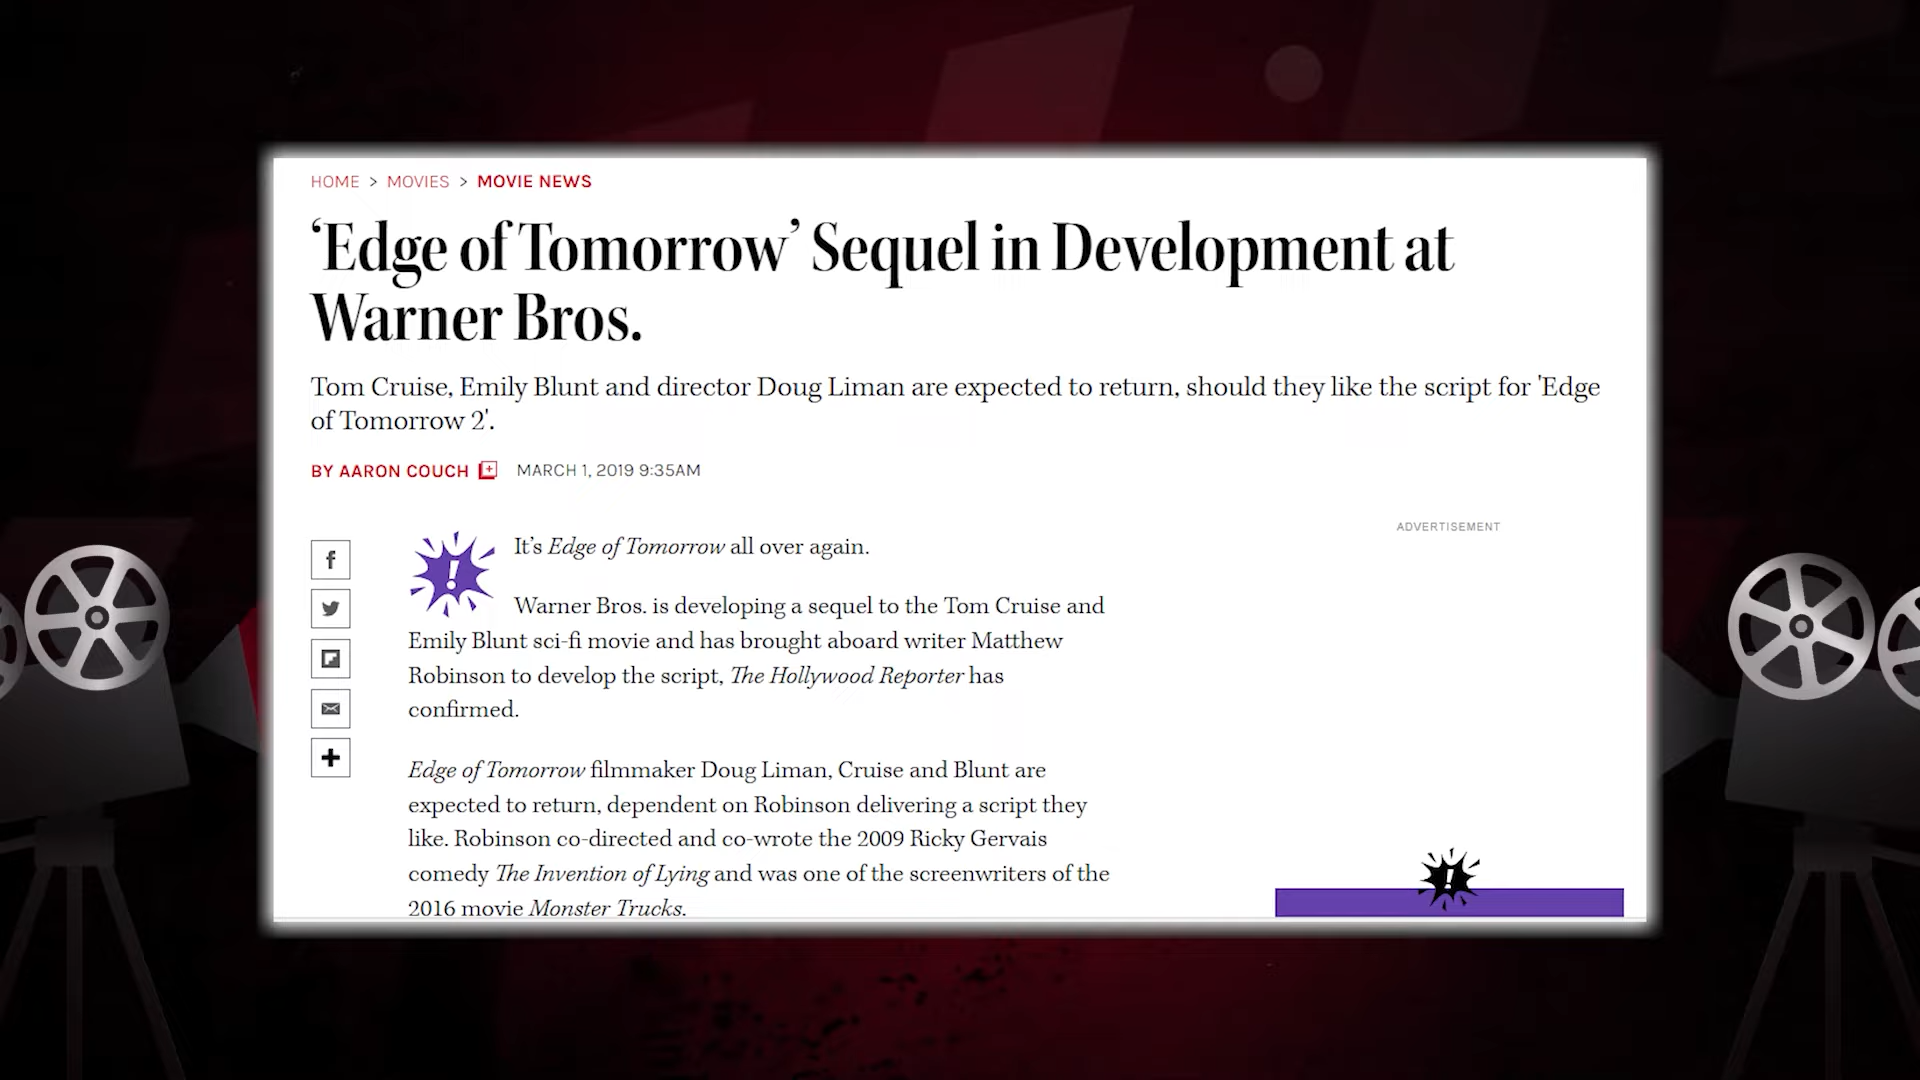 HOME > MOVIES > MOVIE NEWS
‘Edge of Tomorrow’ Sequel in Development at
Warner Bros.
Tom Cruise, Emily Blunt and director Doug Liman are expected to return, should they like the script for 'Edge
of Tomorrow 2'.
BY AARON COUCH MARCH 1, 2019 9:35AM
ADVERTISEMENT
It’s Edge of Tomorrow all over again.
Warner Bros. is developing a sequel to the Tom Cruise and
Emily Blunt sci-fi movie and has brought aboard writer Matthew
Robinson to develop the script, The Hollywood Reporter has
confirmed.
Edge of Tomorrow filmmaker Doug Liman, Cruise and Blunt are
expected to return, dependent on Robinson delivering a script they
like. Robinson co-directed and co-wrote the 2009 Ricky Gervais
comedy The Invention of Lying and was one of the screenwriters of the
2016 movie Monster Trucks.